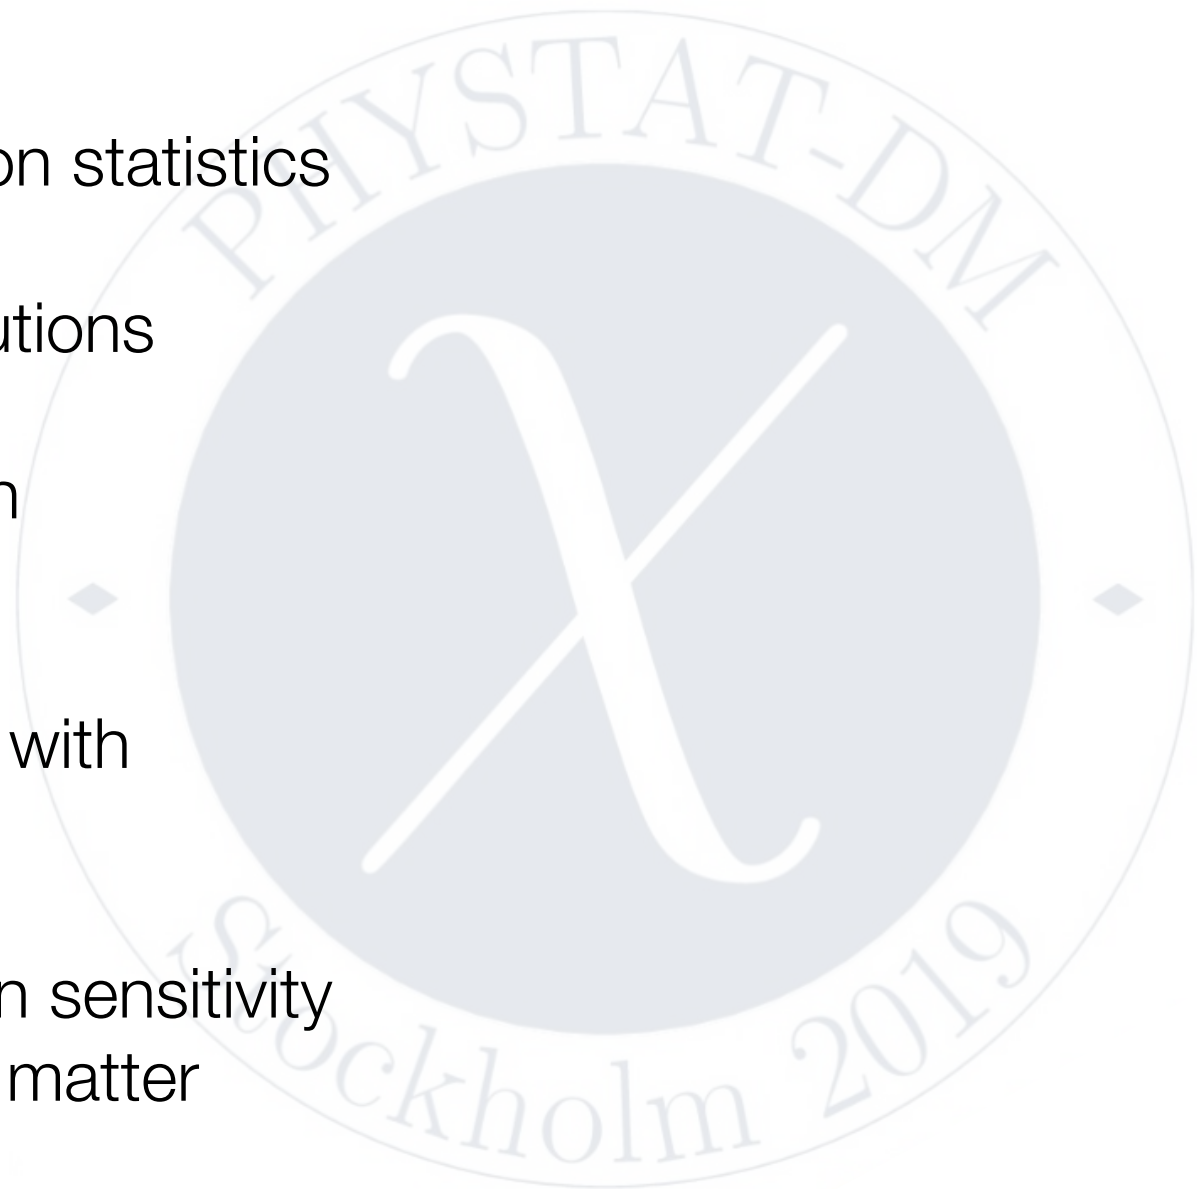 PHYSTAT-DM
on statistics
utions
n
with
n sensitivity
matter
χ
Stockholm 2019